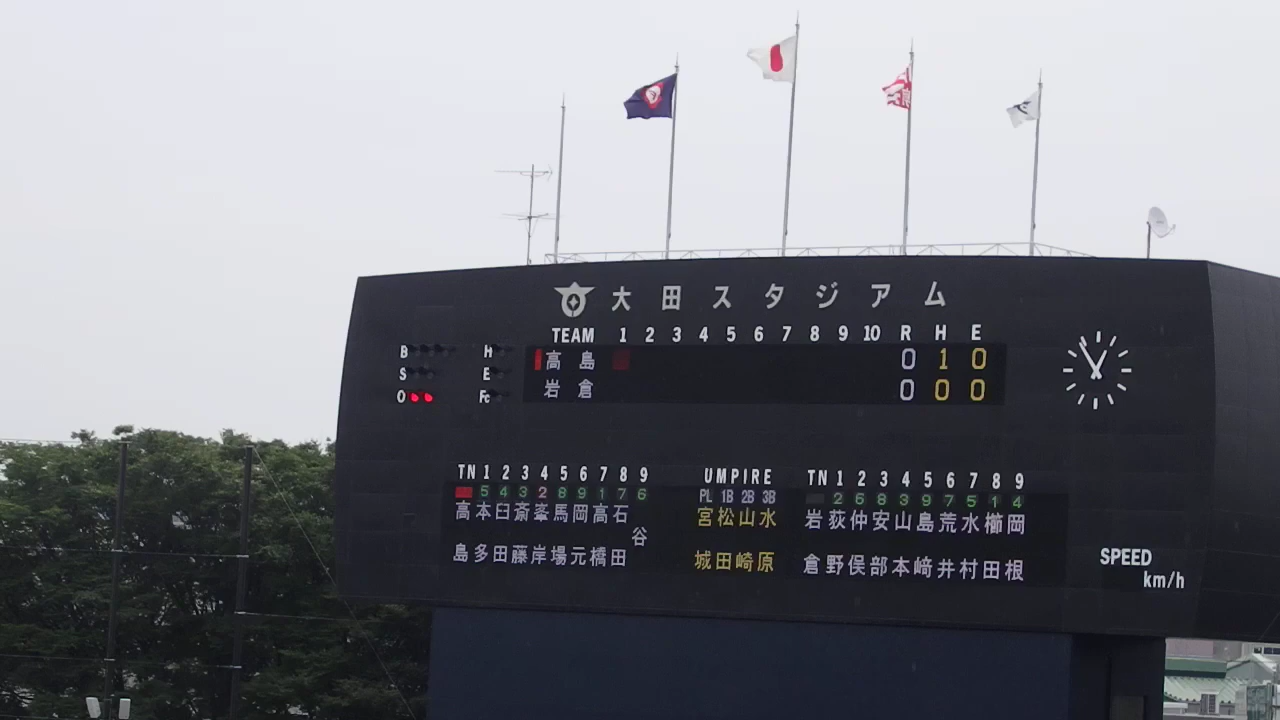 大田スタジアム
TEAM 1 2 3 4 5 6 7 8 9 10 R H E
B H
高島 0 1 0
S E
岩倉 0 0 0
O Fc
TN 1 2 3 4 5 6 7 8 9 UMPIRE TN 1 2 3 4 5 6 7 8 9
5 4 3 2 8 9 1 7 6 PL 1B 2B 3B 2 6 8 3 9 7 5 1 4
高本臼斎峯馬岡高石 宮松山水 岩荻仲安山島荒水櫛岡
谷
島多田藤岸場元橋田 城田崎原 倉野俣部本﨑井村田根
SPEED
km/h